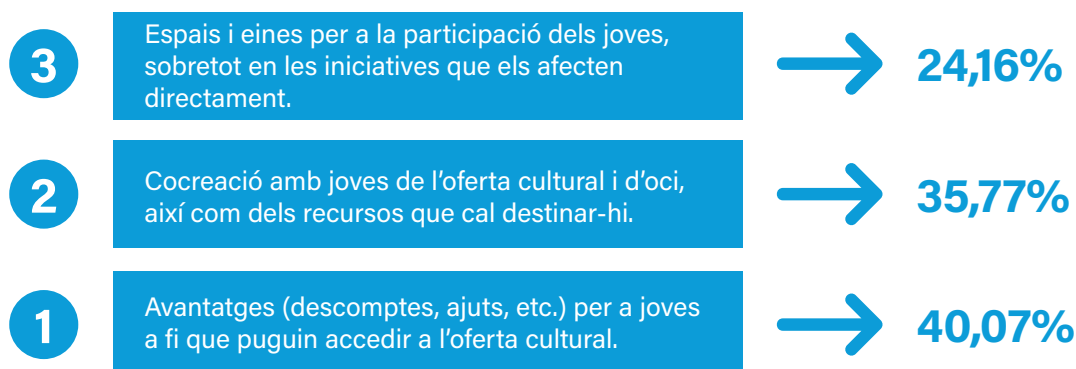 3
Espais i eines per a la participació dels joves,
sobretot en les iniciatives que els afecten
directament.
24,16%
2
Cocreació amb joves de l’oferta cultural i d’oci,
així com dels recursos que cal destinar-hi.
35,77%
1
Avantatges (descomptes, ajuts, etc.) per a joves
a fi que puguin accedir a l’oferta cultural.
40,07%